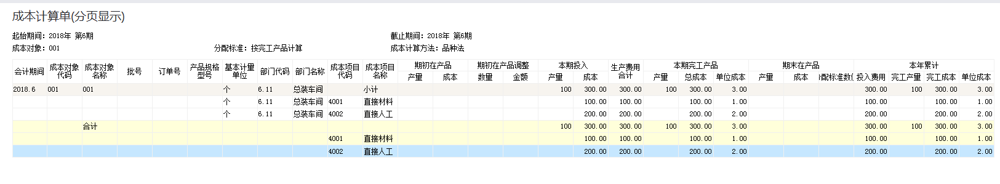 成本计算单(分页显示)
起始期间: 2018年 第6期 截止期间: 2018年 第6期
成本对象: 001 分配标准: 按完工产品计算 成本计算方法: 品种法
会计期间 成本对象代码 成本对象名称 批号 订单号 产品规格型号 基本计量单位 部门代码 部门名称 成本项目代码 成本项目名称 期初在产品 期初在产品调整 本期投入 生产费用合计 本期完工产品 期末在产品 本年累计
产量 成本 数量 金额 产量 成本 产量 总成本 单位成本 产量 成本 分配标准数 投入费用 完工产量 完工成本 单位成本
2018.6 001 001 个 6.11 总装车间 小计 100 300.00 300.00 100 300.00 3.00 300.00 100 300.00 3.00
个 6.11 总装车间 4001 直接材料 100.00 100.00 100.00 1.00 100.00 100.00 1.00
个 6.11 总装车间 4002 直接人工 200.00 200.00 200.00 2.00 200.00 200.00 2.00
合计 100 300.00 300.00 100 300.00 3.00 300.00 100 300.00 3.00
4001 直接材料 100.00 100.00 100.00 1.00 100.00 100.00 1.00
4002 直接人工 200.00 200.00 200.00 2.00 200.00 200.00 2.00